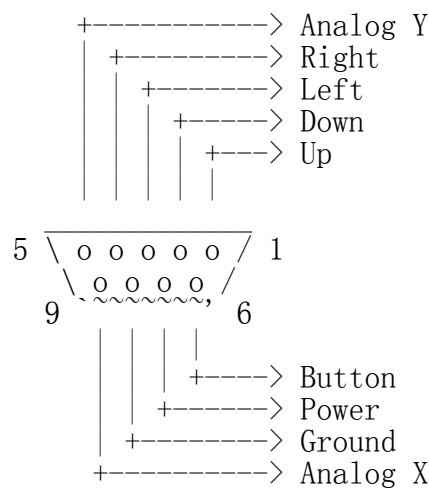 +-----------> Analog Y
+---------> Right
+-------> Left
+-----> Down
+---> Up
5 o o o o o 1
o o o o
9 `~~~~~~~, 6
+----> Button
+------> Power
+--------> Ground
+----------> Analog X